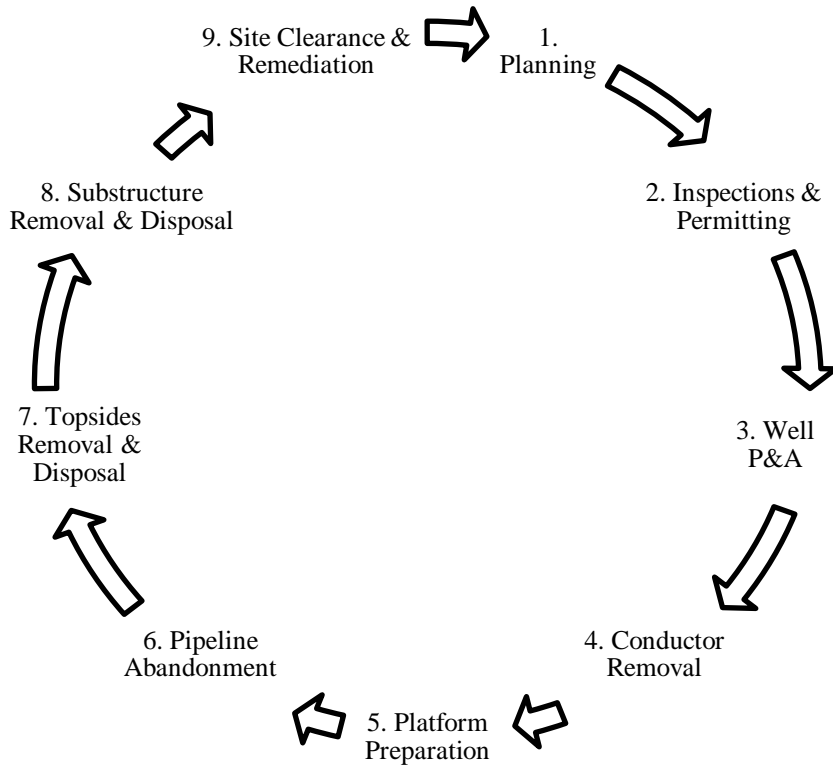 1.
Planning
2. Inspections &
Permitting
3. Well
P&A
4. Conductor
Removal
5. Platform
Preparation
6. Pipeline
Abandonment
7. Topsides
Removal &
Disposal
8. Substructure
Removal & Disposal
9. Site Clearance &
Remediation